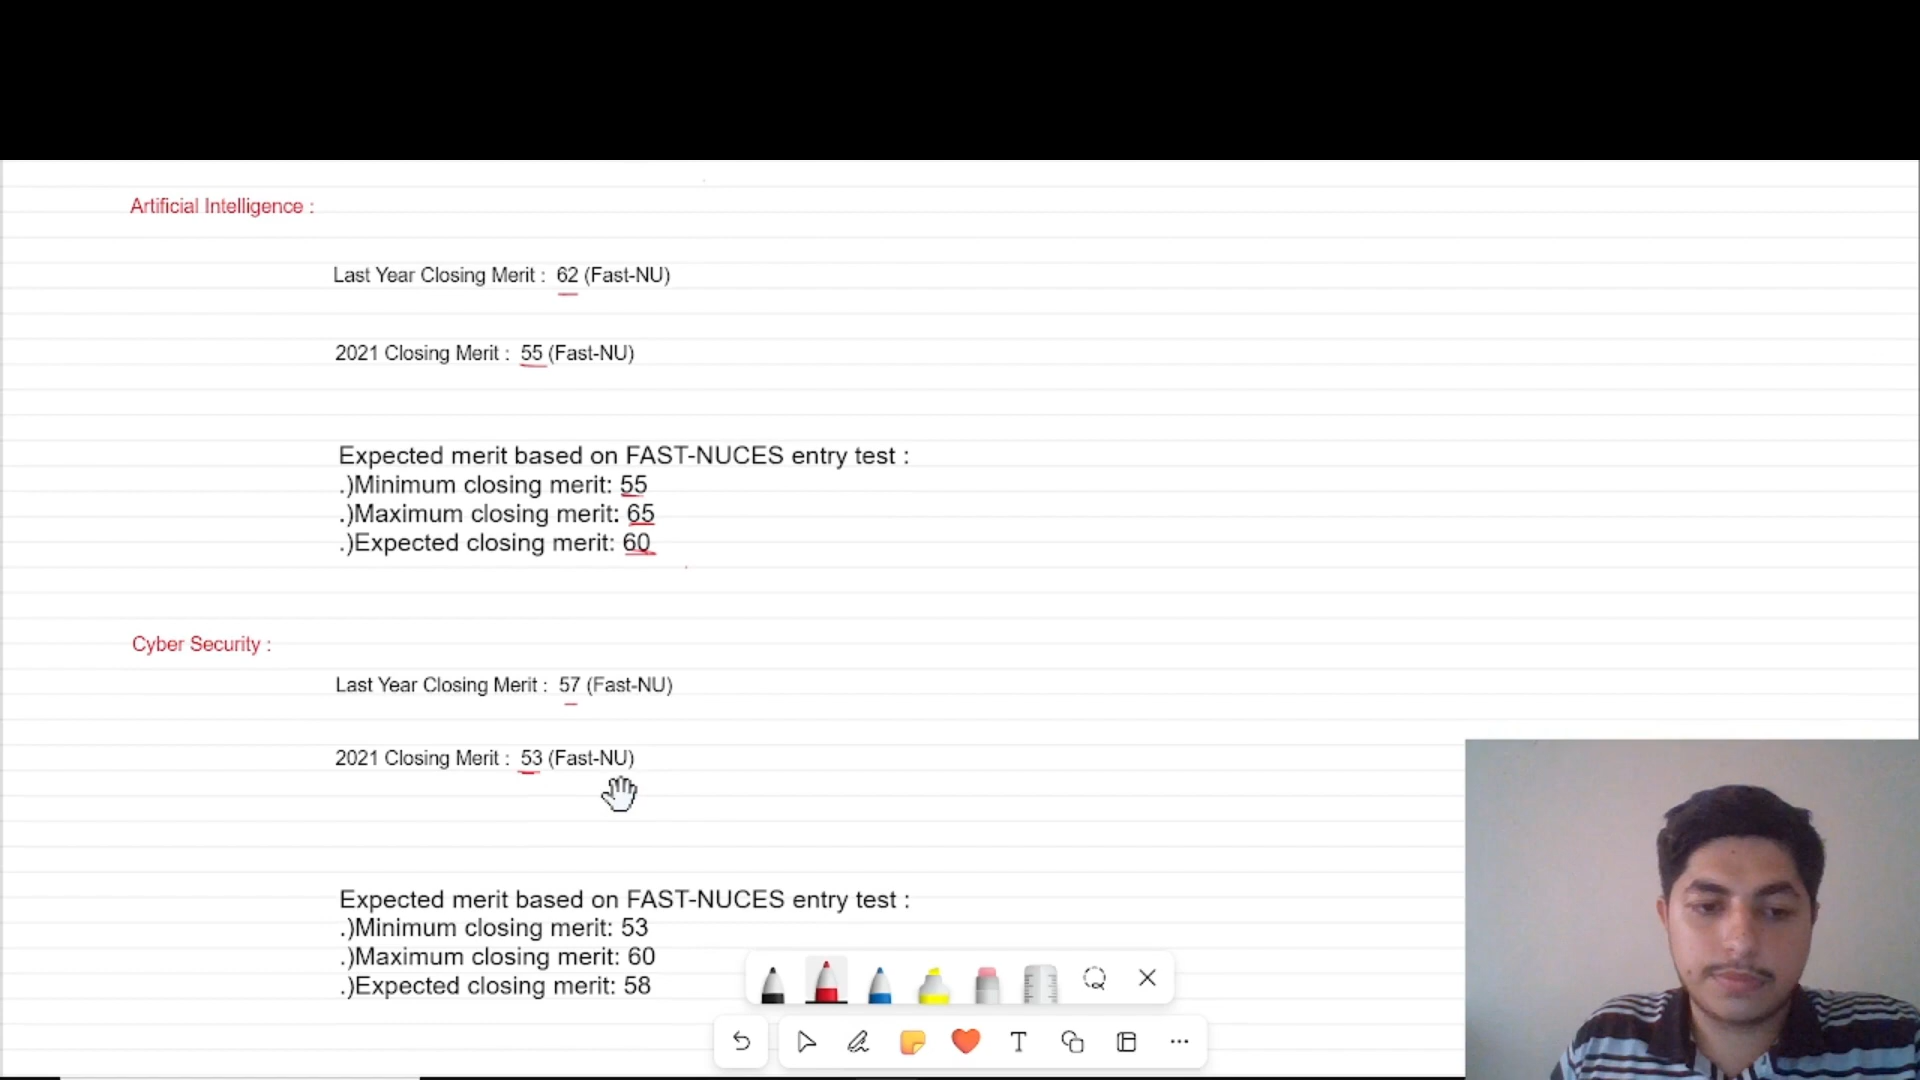 Artificial Intelligence :
Last Year Closing Merit : 62 (Fast-NU)
2021 Closing Merit : 55 (Fast-NU)
Expected merit based on FAST-NUCES entry test :
.)Minimum closing merit: 55
.)Maximum closing merit: 65
.)Expected closing merit: 60
Cyber Security :
Last Year Closing Merit : 57 (Fast-NU)
2021 Closing Merit : 53 (Fast-NU)
Expected merit based on FAST-NUCES entry test :
.)Minimum closing merit: 53
.)Maximum closing merit: 60
.)Expected closing merit: 58